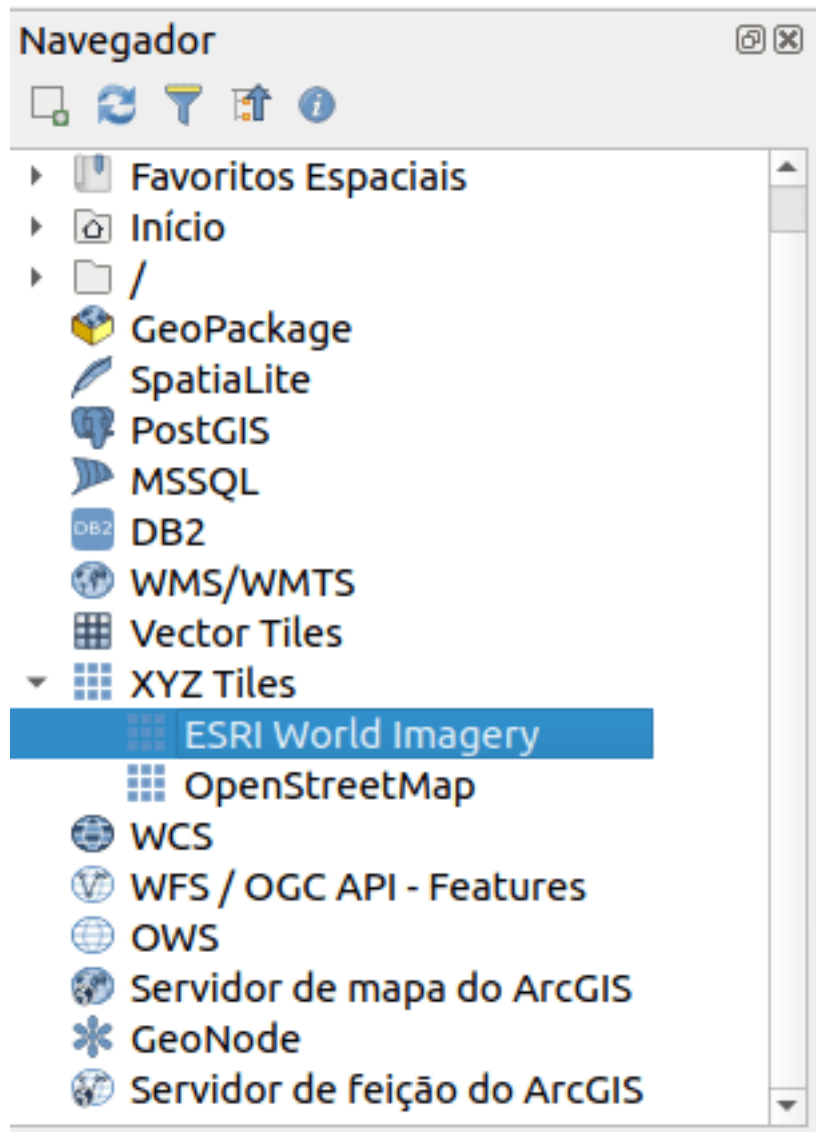 Navegador
Favoritos Espaciais
Início
/
GeoPackage
SpatiaLite
PostGIS
MSSQL
DB2 DB2
WMS/WMTS
Vector Tiles
XYZ Tiles
ESRI World Imagery
OpenStreetMap
WCS
WFS / OGC API - Features
OWS
Servidor de mapa do ArcGIS
GeoNode
Servidor de feição do ArcGIS